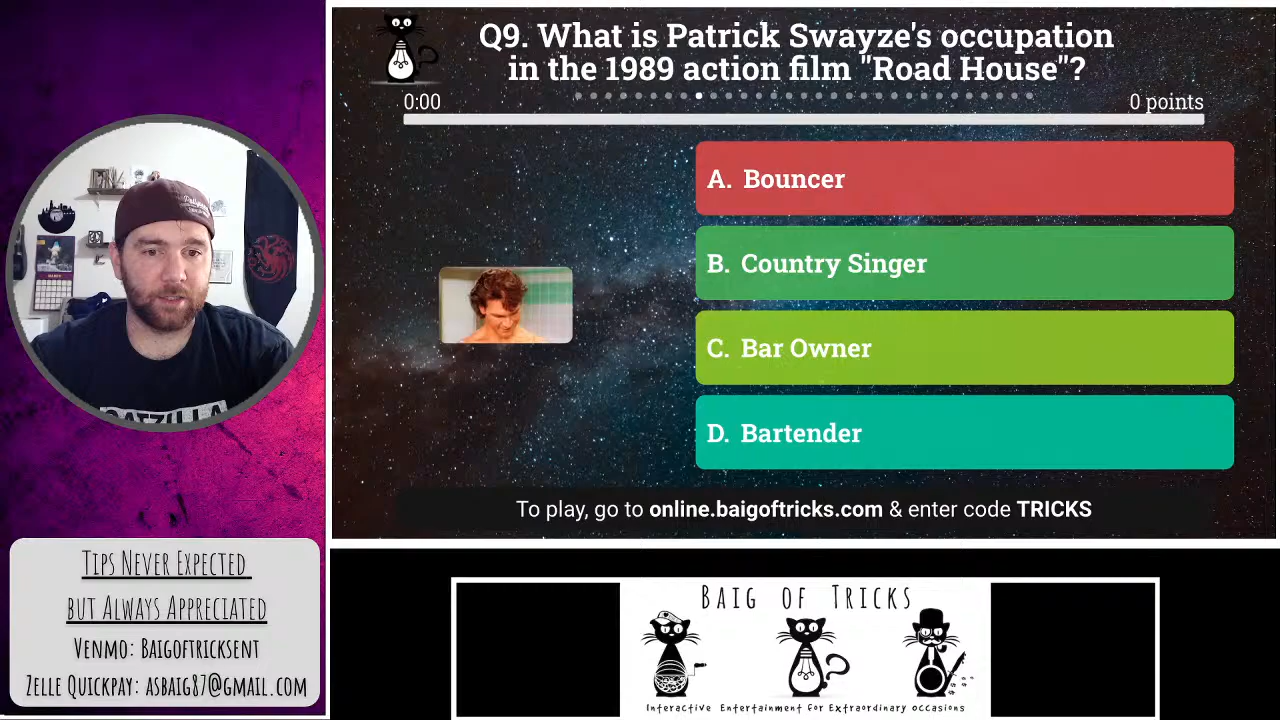 Q9. What is Patrick Swayze's occupation
in the 1989 action film "Road House"?
0:00
0 points
A. Bouncer
B. Country Singer
C. Bar Owner
D. Bartender
To play, go to online.baigoftricks.com & enter code TRICKS
Tips Never Expected
but Always Appreciated
Venmo: Baigoftricksent
Zelle Quickpay: asbaig87@gmail.com
Baig of Tricks
Interactive Entertainment for Extraordinary occasions